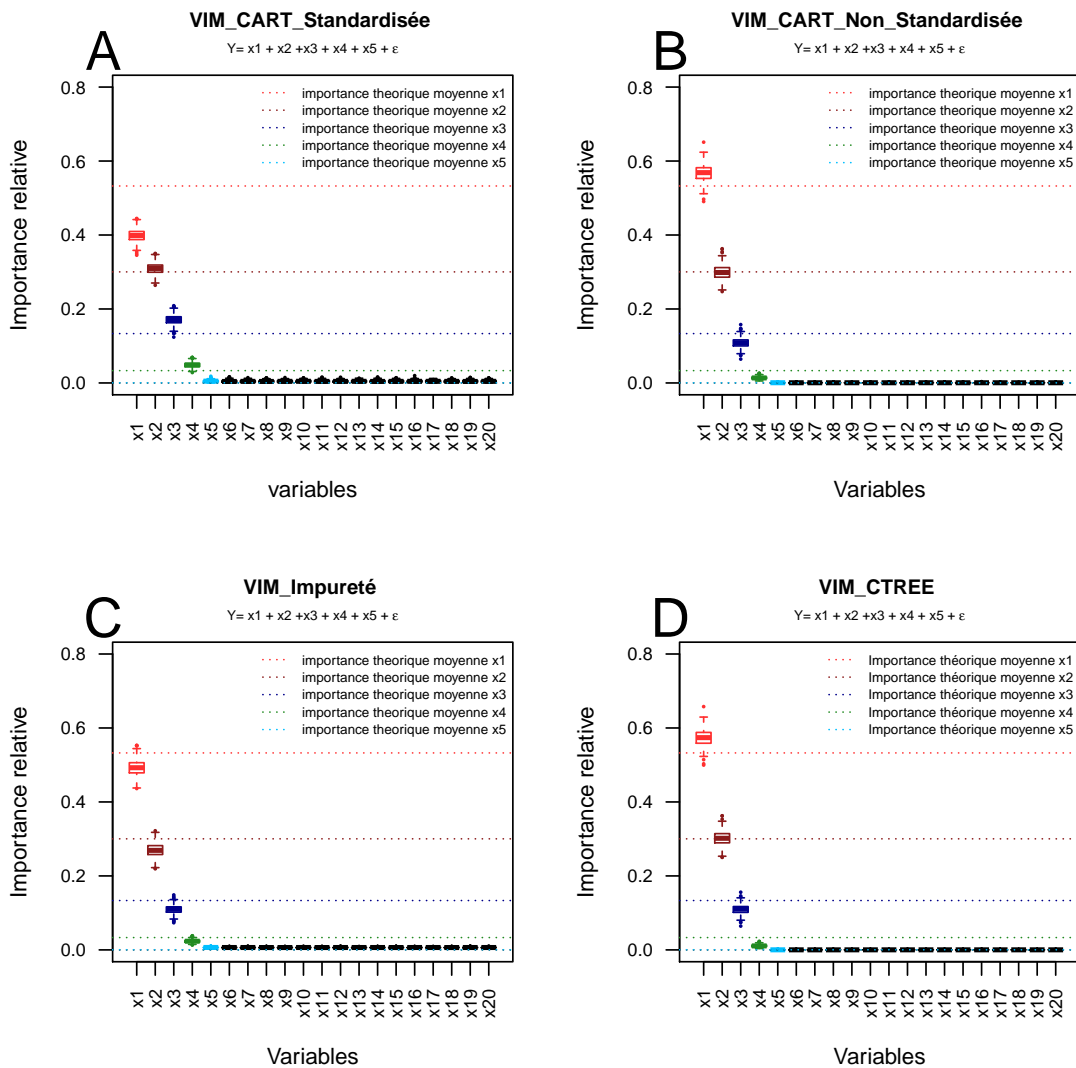 A
VIM_CART_Standardisée
Y= x1 + x2 +x3 + x4 + x5 + ε
Importance relative
0.8
0.6
0.4
0.2
0.0
importance theorique moyenne x1
importance theorique moyenne x2
importance theorique moyenne x3
importance theorique moyenne x4
importance theorique moyenne x5
x1 x2 x3 x4 x5 x6 x7 x8 x9 x10 x11 x12 x13 x14 x15 x16 x17 x18 x19 x20
variables
B
VIM_CART_Non_Standardisée
Y= x1 + x2 +x3 + x4 + x5 + ε
Importance relative
0.8
0.6
0.4
0.2
0.0
importance theorique moyenne x1
importance theorique moyenne x2
importance theorique moyenne x3
importance theorique moyenne x4
importance theorique moyenne x5
x1 x2 x3 x4 x5 x6 x7 x8 x9 x10 x11 x12 x13 x14 x15 x16 x17 x18 x19 x20
Variables
C
VIM_Impureté
Y= x1 + x2 +x3 + x4 + x5 + ε
Importance relative
0.8
0.6
0.4
0.2
0.0
importance theorique moyenne x1
importance theorique moyenne x2
importance theorique moyenne x3
importance theorique moyenne x4
importance theorique moyenne x5
x1 x2 x3 x4 x5 x6 x7 x8 x9 x10 x11 x12 x13 x14 x15 x16 x17 x18 x19 x20
Variables
D
VIM_CTREE
Y= x1 + x2 +x3 + x4 + x5 + ε
Importance relative
0.8
0.6
0.4
0.2
0.0
Importance théorique moyenne x1
Importance théorique moyenne x2
Importance théorique moyenne x3
Importance théorique moyenne x4
Importance théorique moyenne x5
x1 x2 x3 x4 x5 x6 x7 x8 x9 x10 x11 x12 x13 x14 x15 x16 x17 x18 x19 x20
Variables